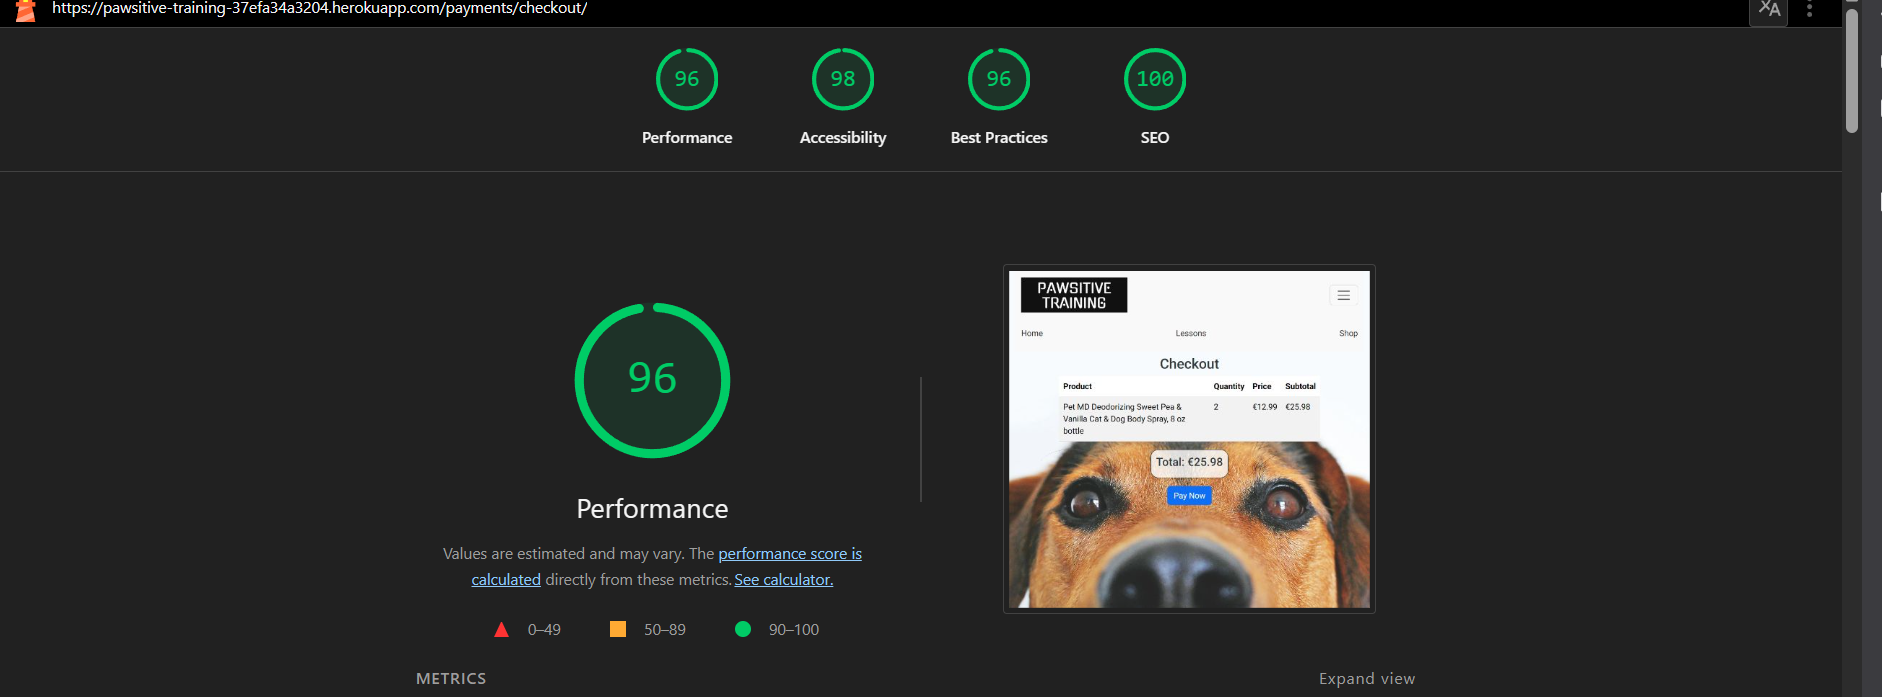 https://pawsitive-training-37efa34a3204.herokuapp.com/payments/checkout/
96
98
96
100
Performance
Accessibility
Best Practices
SEO
96
Performance
Values are estimated and may vary. The performance score is
calculated directly from these metrics. See calculator.
0–49
50–89
90–100
PAWSITIVE
TRAINING
Home
Lessons
Shop
Checkout
Product Quantity Price Subtotal
Pet MD Deodorizing Sweet Pea & 2 €12.99 €25.98
Vanilla Cat & Dog Body Spray, 8 oz
bottle
Total: €25.98
Pay Now
METRICS
Expand view